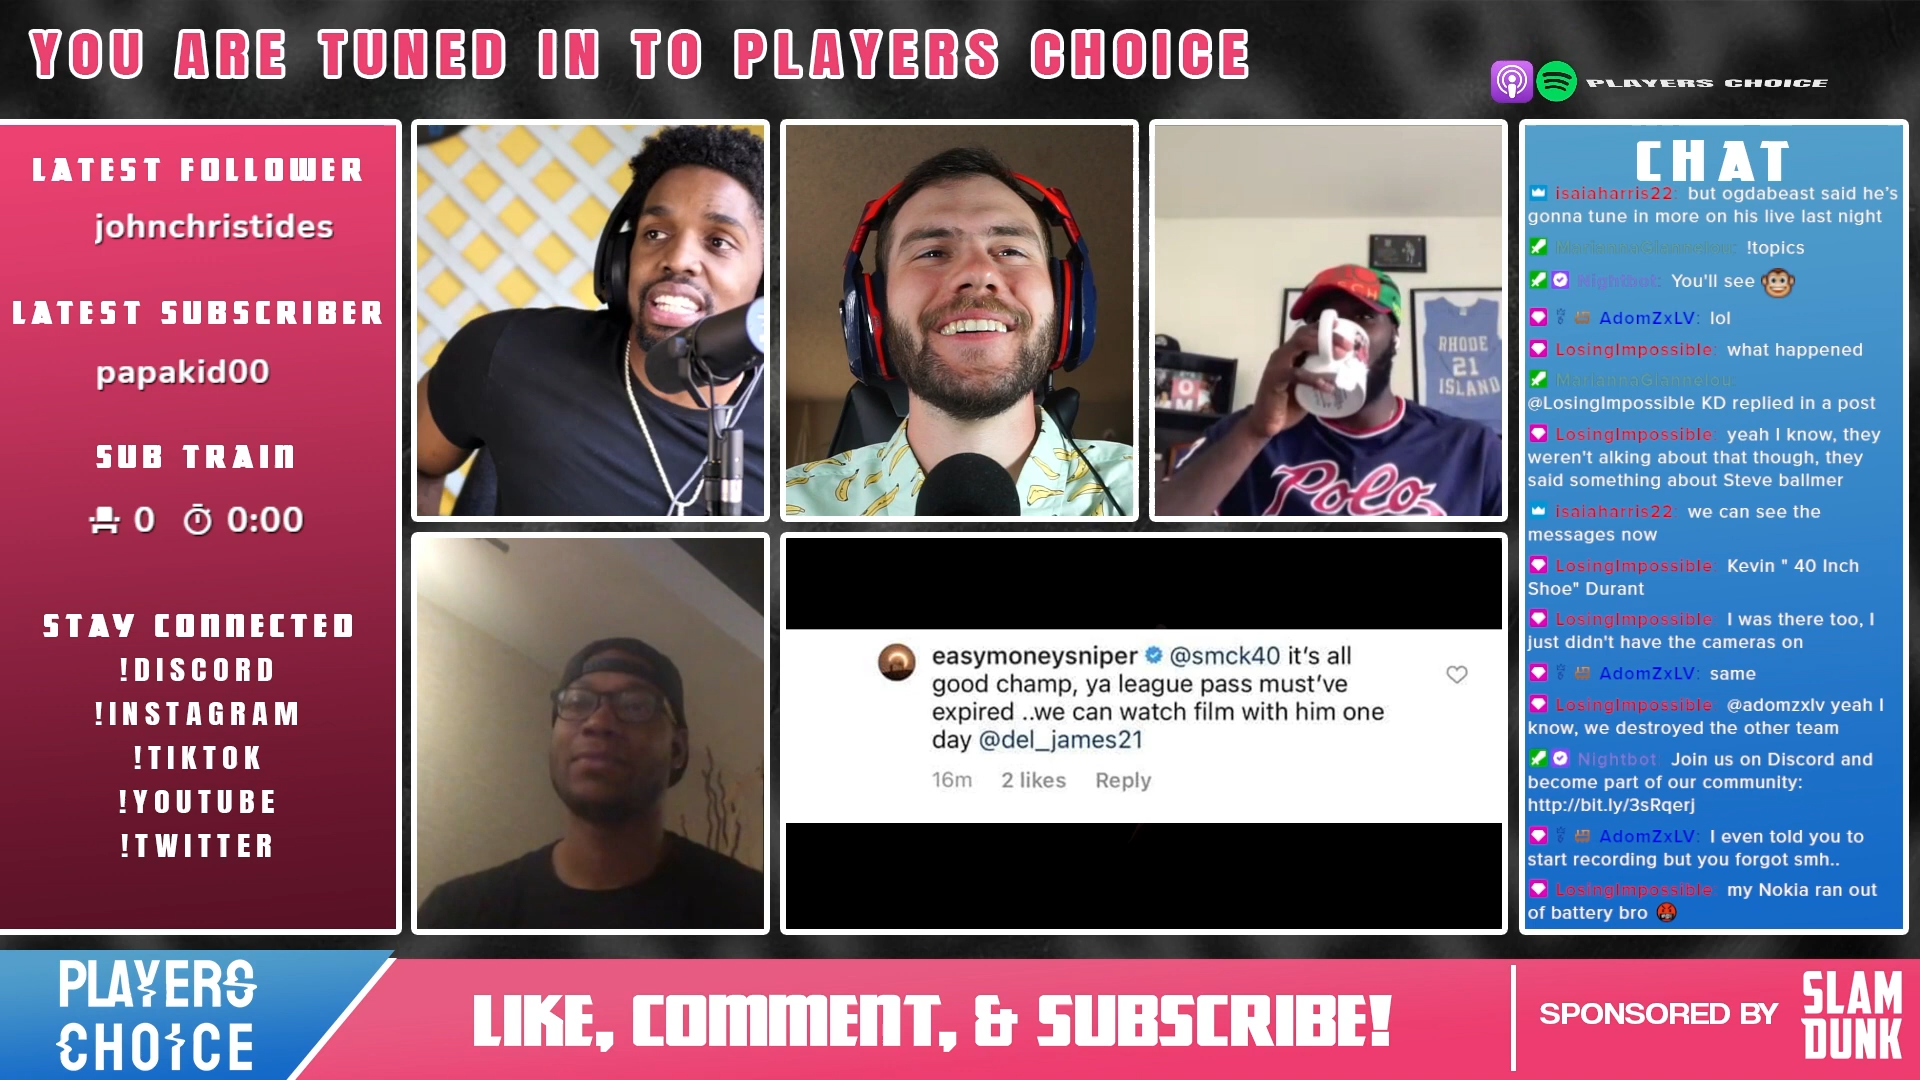 YOU ARE TUNED IN TO PLAYERS CHOICE
PLAYERS CHOICE
LATEST FOLLOWER
johnchristides
LATEST SUBSCRIBER
papakid00
SUB TRAIN
0 0:00
STAY CONNECTED
!DISCORD
!INSTAGRAM
!TIKTOK
!YOUTUBE
!TWITTER
RHODE
21
ISLAND
Polo
easymoneysniper @smck40 it's all
good champ, ya league pass must've
expired ..we can watch film with him one
day @del_james21
16m 2 likes Reply
CHAT
isaiaharris22: but ogdabeast said he's
gonna tune in more on his live last night
MariannaGiannelou: !topics
Nightbot: You'll see
AdomZxLV: lol
LosingImpossible: what happened
MariannaGiannelou:
@LosingImpossible KD replied in a post
LosingImpossible: yeah I know, they
weren't alking about that though, they
said something about Steve ballmer
isaiaharris22: we can see the
messages now
LosingImpossible: Kevin " 40 Inch
Shoe" Durant
LosingImpossible: I was there too, I
just didn't have the cameras on
AdomZxLV: same
LosingImpossible: @adomzxlv yeah I
know, we destroyed the other team
Nightbot: Join us on Discord and
become part of our community:
http://bit.ly/3sRqerj
AdomZxLV: I even told you to
start recording but you forgot smh..
LosingImpossible: my Nokia ran out
of battery bro
PLAYERS
CHOICE
LIKE, COMMENT, & SUBSCRIBE!
SPONSORED BY
SLAM
DUNK